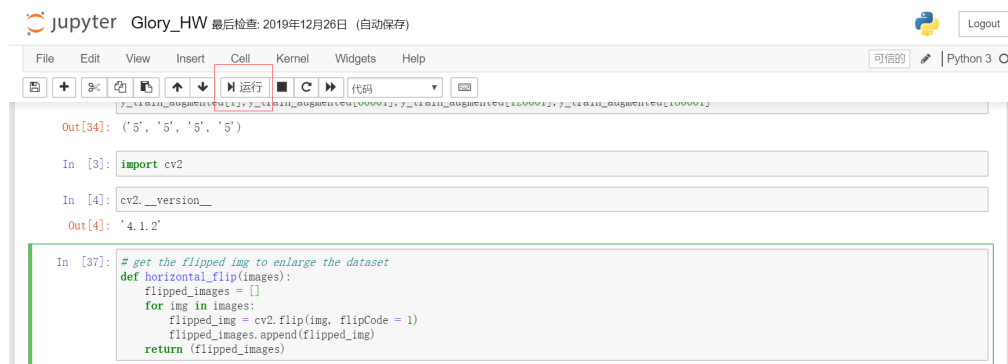 jupyter Glory_HW 最后检查: 2019年12月26日 (自动保存) Logout
File Edit View Insert Cell Kernel Widgets Help 可信的 Python 3
运行 代码
Out[34]: ('5', '5', '5', '5')
In [3]: import cv2
In [4]: cv2.__version__
Out[4]: '4.1.2'
In [37]: # get the flipped img to enlarge the dataset
def horizontal_flip(images):
flipped_images = []
for img in images:
flipped_img = cv2.flip(img, flipCode = 1)
flipped_images.append(flipped_img)
return (flipped_images)